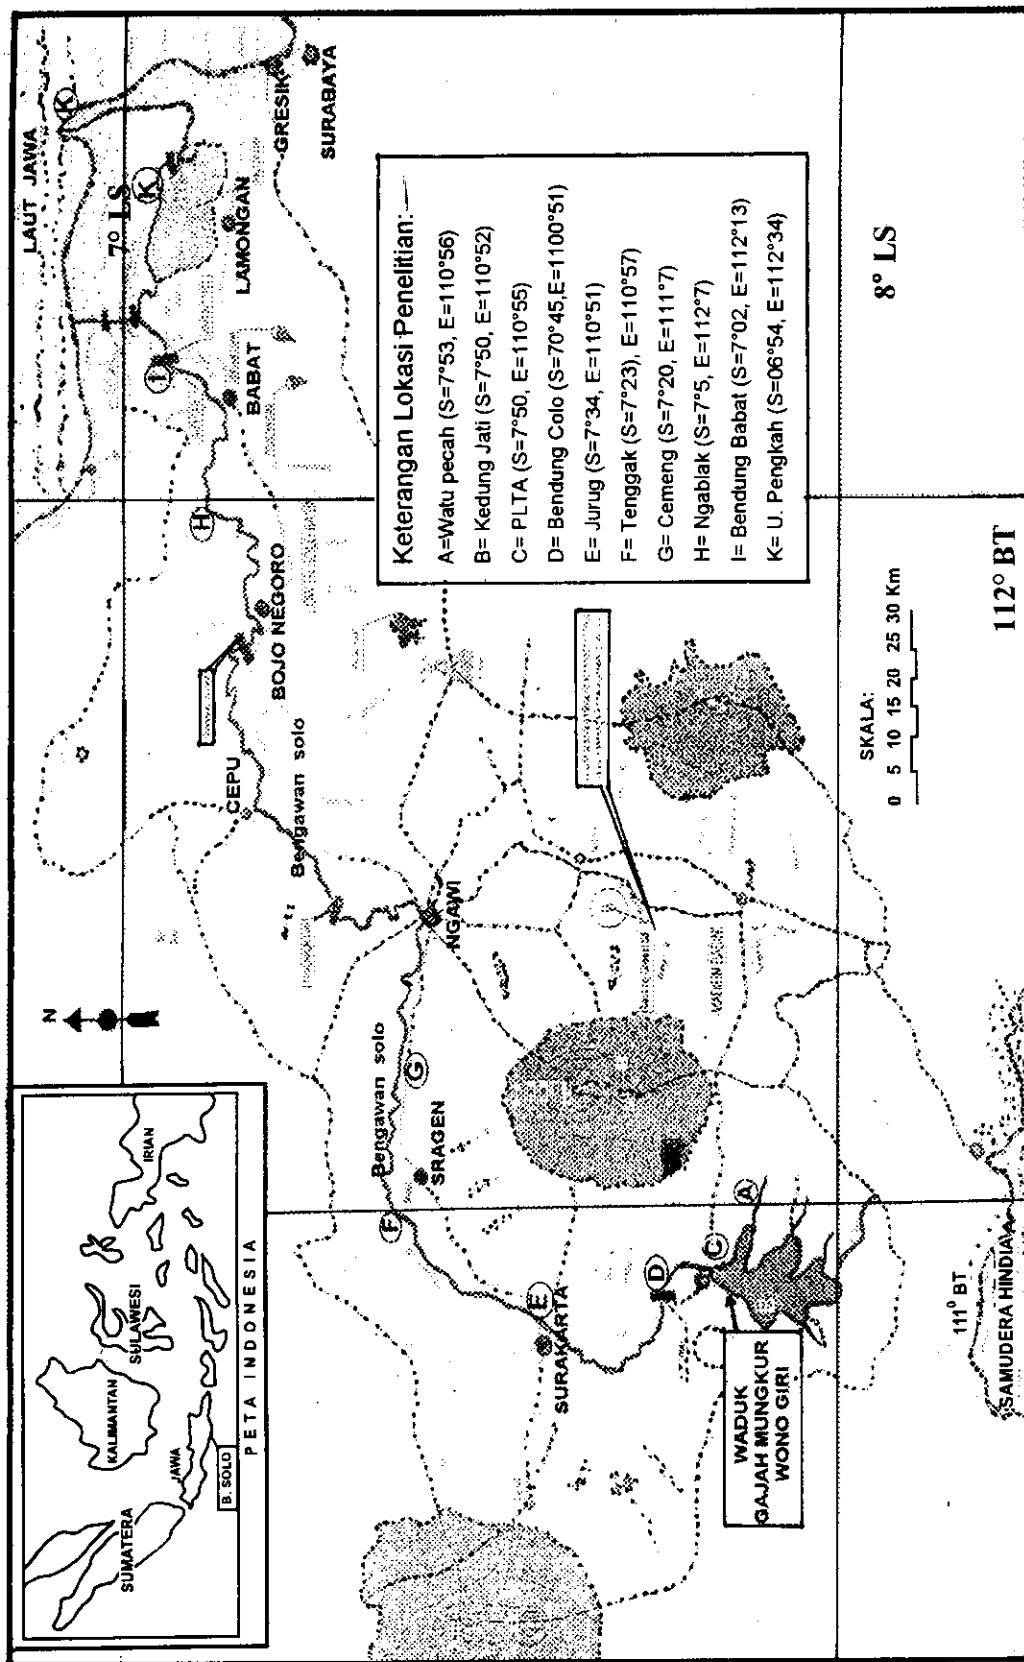 SUMATERA
KALIMANTAN
SULAWESI
IRIAN
JAWA
B. SOLO
PETA INDONESIA
N
LAUT JAWA
7° LS
K
K
GRESIK
SURABAYA
LAMONGAN
I
BABAT
H
BOJO NEGORO
CEPU
Bengawan solo
NGAWI
Bengawan solo
G
SRAGEN
F
E
SURAKARTA
D
C
A
WADUK
GAJAH MUNGKUR
WONO GIRI
Keterangan Lokasi Penelitian:
A=Watu pecah (S=7°53, E=110°56)
B= Kedung Jati (S=7°50, E=110°52)
C= PLTA (S=7°50, E=110°55)
D= Bendung Colo (S=70°45,E=1100°51)
E= Jurug (S=7°34, E=110°51)
F= Tenggak (S=7°23), E=110°57)
G= Cemeng (S=7°20, E=111°7)
H= Ngablak (S=7°5, E=112°7)
I= Bendung Babat (S=7°02, E=112°13)
K= U. Pengkah (S=06°54, E=112°34)
SKALA:
0 5 10 15 20 25 30 Km
8° LS
112° BT
111° BT
SAMUDERA HINDIA